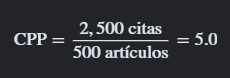 CPP = 2,500 citas / 500 artículos = 5.0